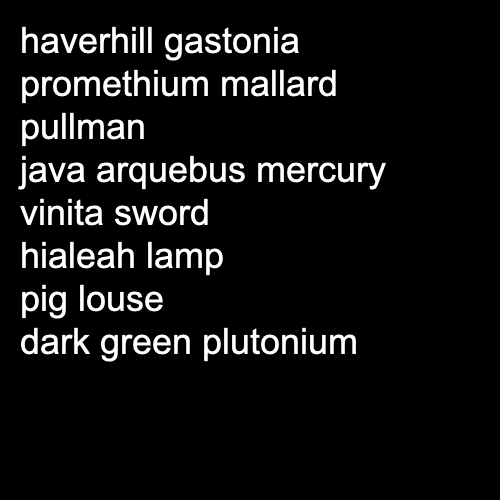 haverhill gastonia
promethium mallard
pullman
java arquebus mercury
vinita sword
hialeah lamp
pig louse
dark green plutonium